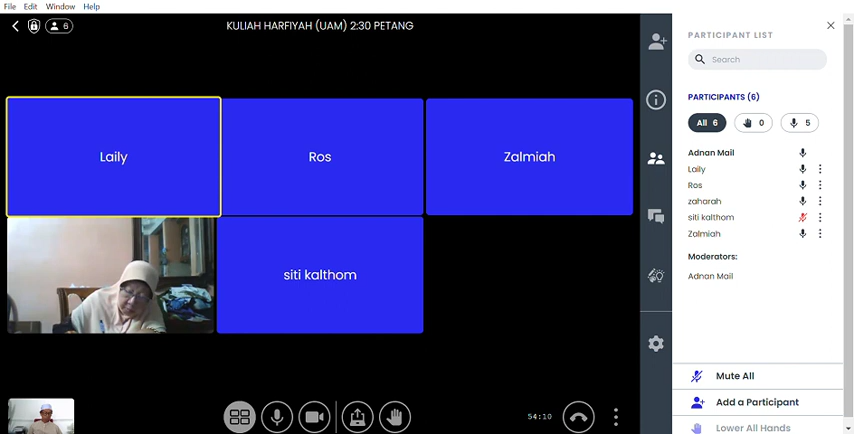 File Edit Window Help
6
KULIAH HARFIYAH (UAM) 2:30 PETANG
Laily
Ros
Zalmiah
siti kalthom
54:10
PARTICIPANT LIST
Search
PARTICIPANTS (6)
All 6 0 5
Adnan Mail
Laily
Ros
zaharah
siti kalthom
Zalmiah
Moderators:
Adnan Mail
Mute All
Add a Participant
Lower All Hands